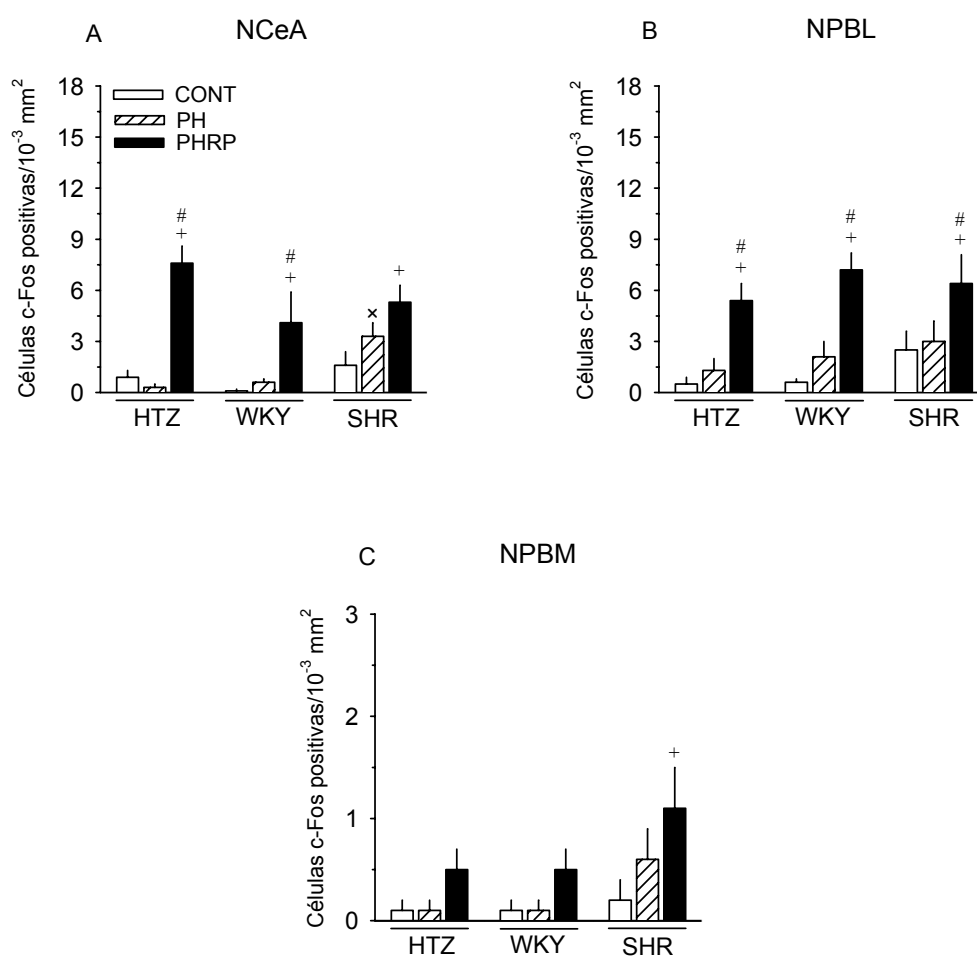 A NCeA
Células c-Fos positivas/10⁻³ mm²
18
15
12
9
6
3
0
CONT
PH
PHRP
#
+
#
+
×
+
HTZ WKY SHR
B NPBL
Células c-Fos positivas/10⁻³ mm²
18
15
12
9
6
3
0
#
+
#
+
#
+
HTZ WKY SHR
C NPBM
Células c-Fos positivas/10⁻³ mm²
3
2
1
0
+
HTZ WKY SHR